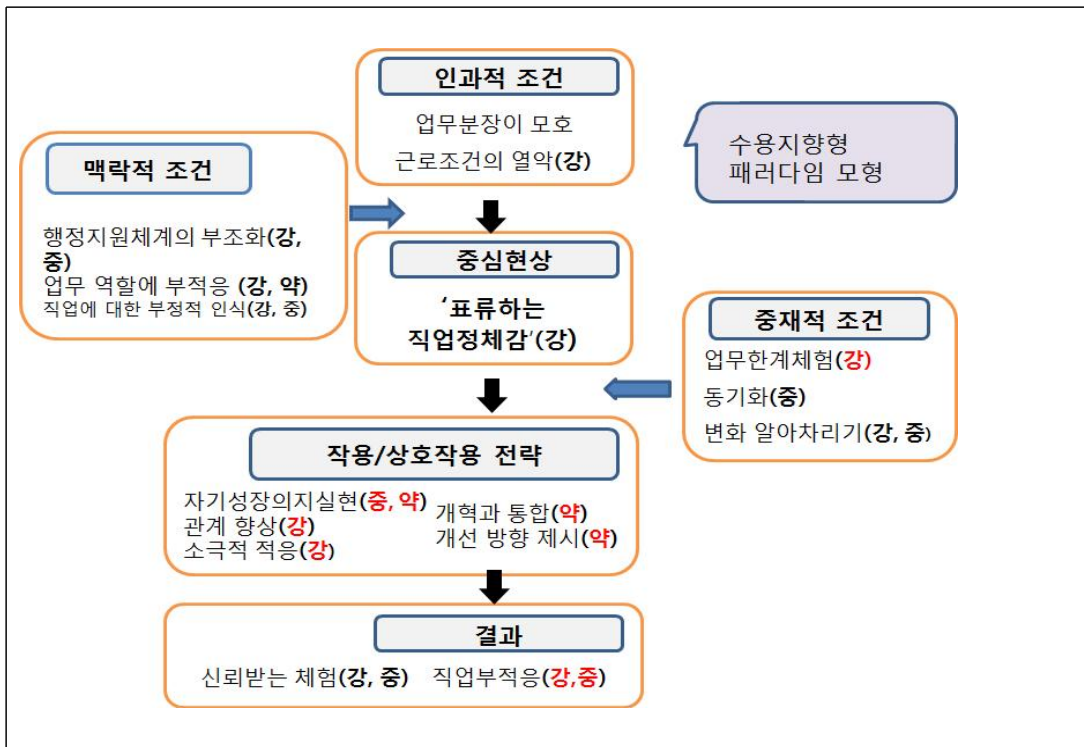 인과적 조건
업무분장이 모호
근로조건의 열악(강)
수용지향형
패러다임 모형
맥락적 조건
행정지원체계의 부조화(강,
중)
업무 역할에 부적응 (강, 약)
직업에 대한 부정적 인식(강, 중)
중심현상
‘표류하는
직업정체감’(강)
중재적 조건
업무한계체험(강)
동기화(중)
변화 알아차리기(강, 중)
작용/상호작용 전략
자기성장의지실현(중, 약)
관계 향상(강)
소극적 적응(강)
개혁과 통합(약)
개선 방향 제시(약)
결과
신뢰받는 체험(강, 중) 직업부적응(강,중)